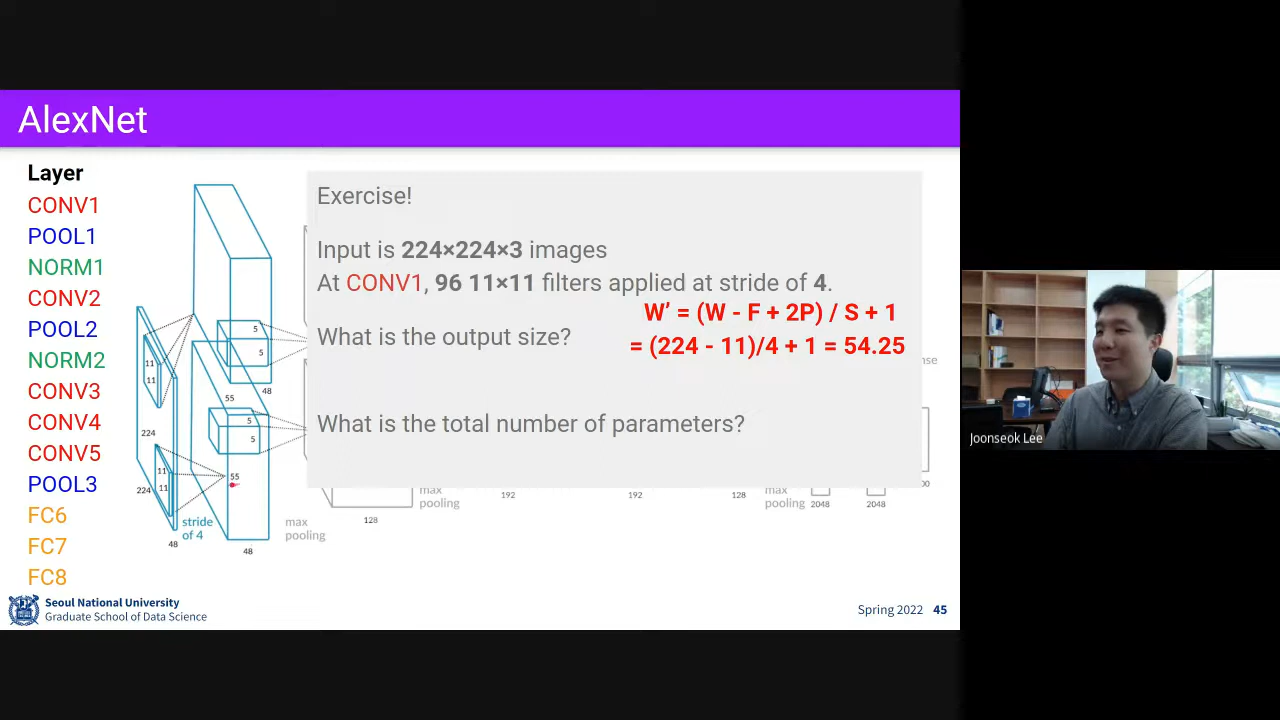 AlexNet
Layer
CONV1
POOL1
NORM1
CONV2
POOL2
NORM2
CONV3
CONV4
CONV5
POOL3
FC6
FC7
FC8
Exercise!
Input is 224×224×3 images
At CONV1, 96 11×11 filters applied at stride of 4.
W’ = (W - F + 2P) / S + 1
What is the output size?
= (224 - 11)/4 + 1 = 54.25
What is the total number of parameters?
5
5
48
55
11
11
5
5
224
11
11
55
224
48
stride
of 4
48
max
pooling
128
max
pooling
192
192
128
max
pooling
2048
2048
Seoul National University
Graduate School of Data Science
Spring 2022 45
Joonseok Lee